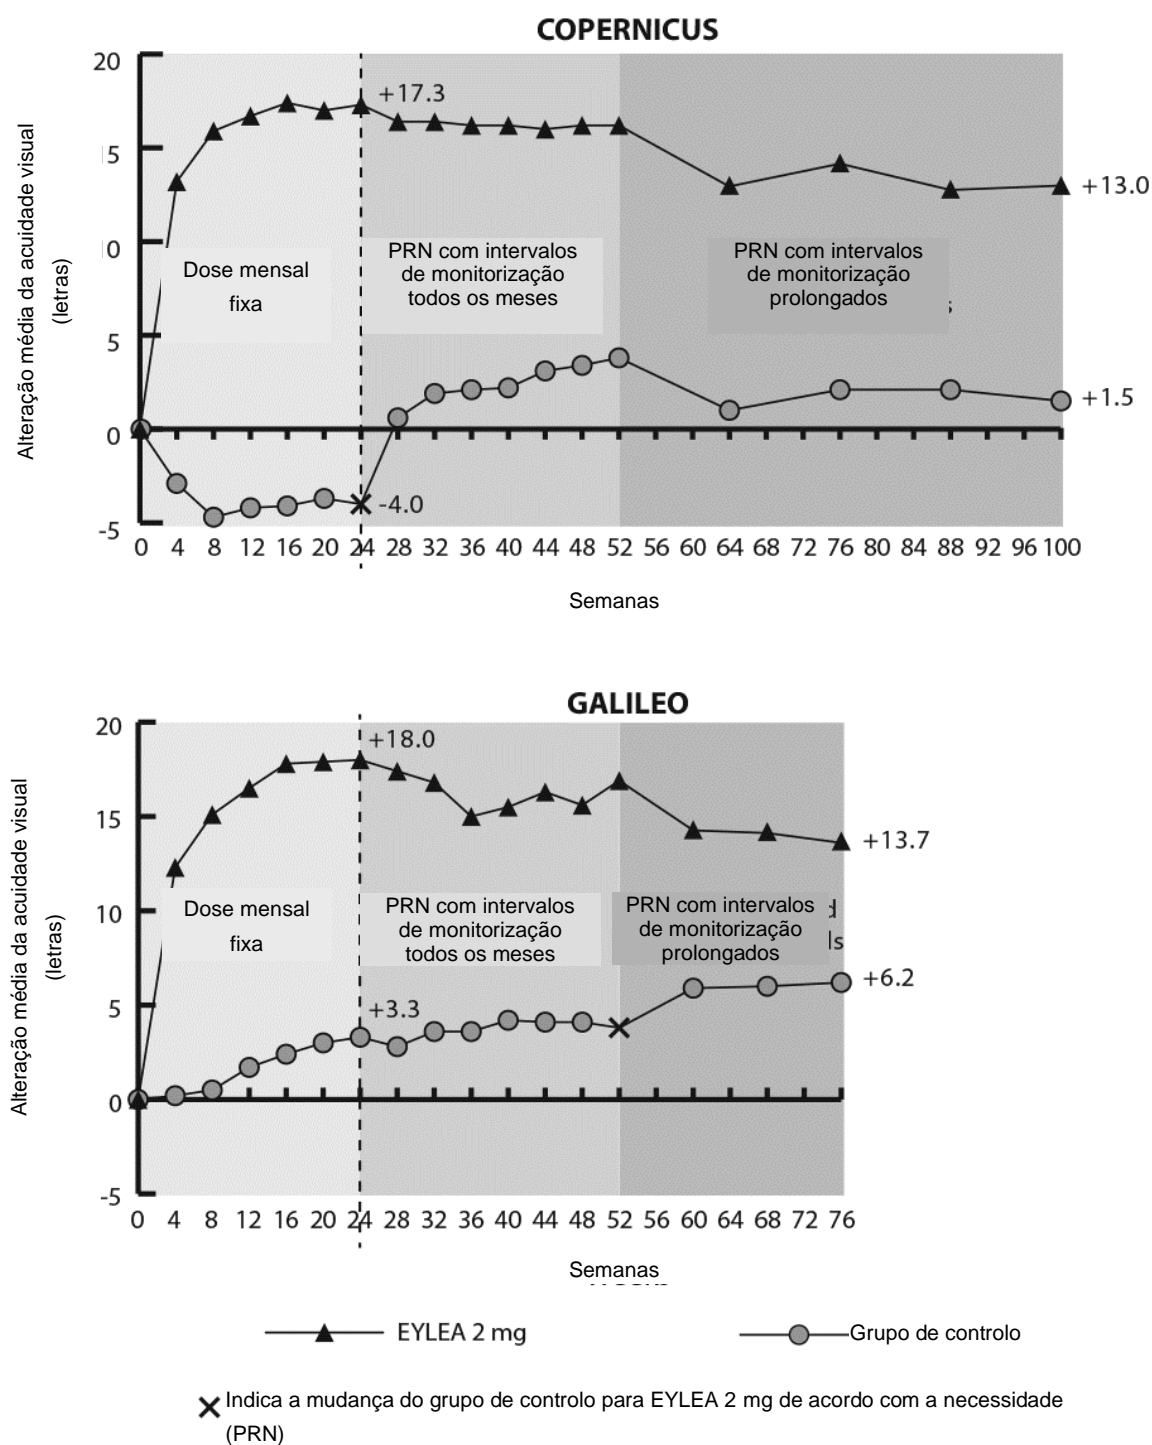 COPERNICUS
Alteração média da acuidade visual
(letras)
20
15
10
5
0
-5
+17.3
+13.0
Dose mensal
fixa
PRN com intervalos
de monitorização
todos os meses
PRN com intervalos
de monitorização
prolongados
+1.5
-4.0
0 4 8 12 16 20 24 28 32 36 40 44 48 52 56 60 64 68 72 76 80 84 88 92 96 100
Semanas
GALILEO
Alteração média da acuidade visual
(letras)
20
15
10
5
0
-5
+18.0
+13.7
Dose mensal
fixa
PRN com intervalos
de monitorização
todos os meses
PRN com intervalos
de monitorização
prolongados
+3.3
+6.2
0 4 8 12 16 20 24 28 32 36 40 44 48 52 56 60 64 68 72 76
Semanas
EYLEA 2 mg
Grupo de controlo
Indica a mudança do grupo de controlo para EYLEA 2 mg de acordo com a necessidade
(PRN)